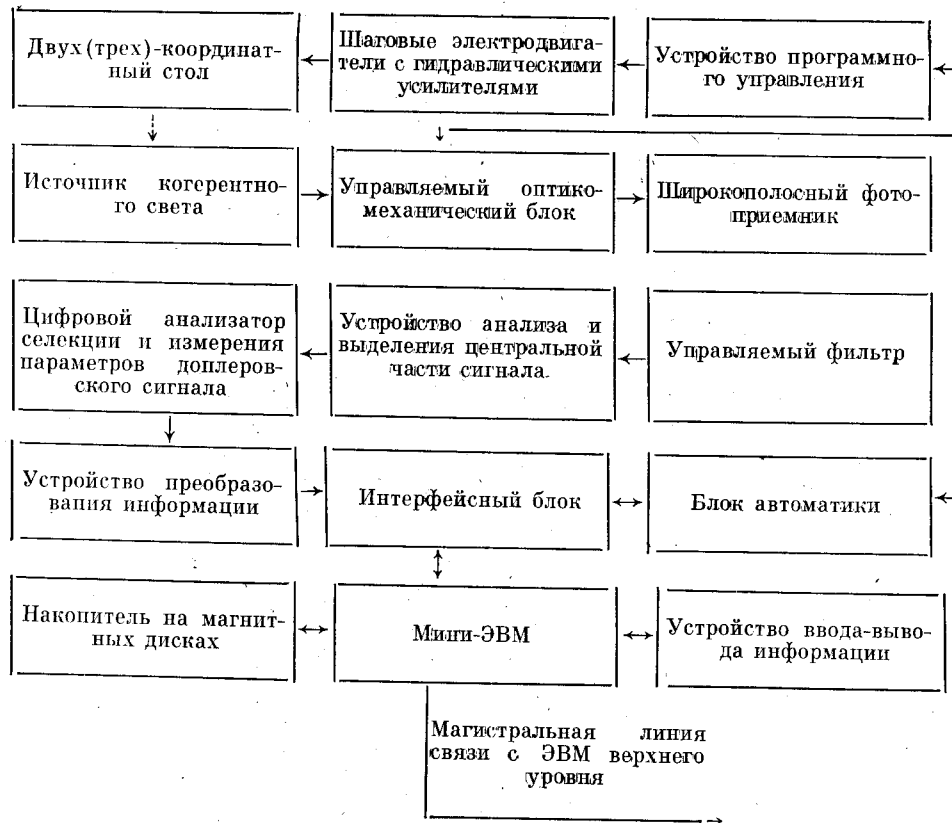 Двух(трех)-координат-
ный стол
Шаговые электродвига-
тели с гидравлическими
усилителями
Устройство программно-
го управления
Источник когерентно-
го света
Управляемый оптико-
механический блок
Широкополосный фото-
приемник
Цифровой анализатор
селекции и измерения
параметров доплеров-
ского сигнала
Устройство анализа и
выделения центральной
части сигнала.
Управляемый фильтр
Устройство преобразо-
вания информации
Интерфейсный блок
Блок автоматики
Накопитель на магнит-
ных дисках
Мини-ЭВМ
Устройство ввода-выво-
да информации
Магистральная линия
связи с ЭВМ верхнего
уровня